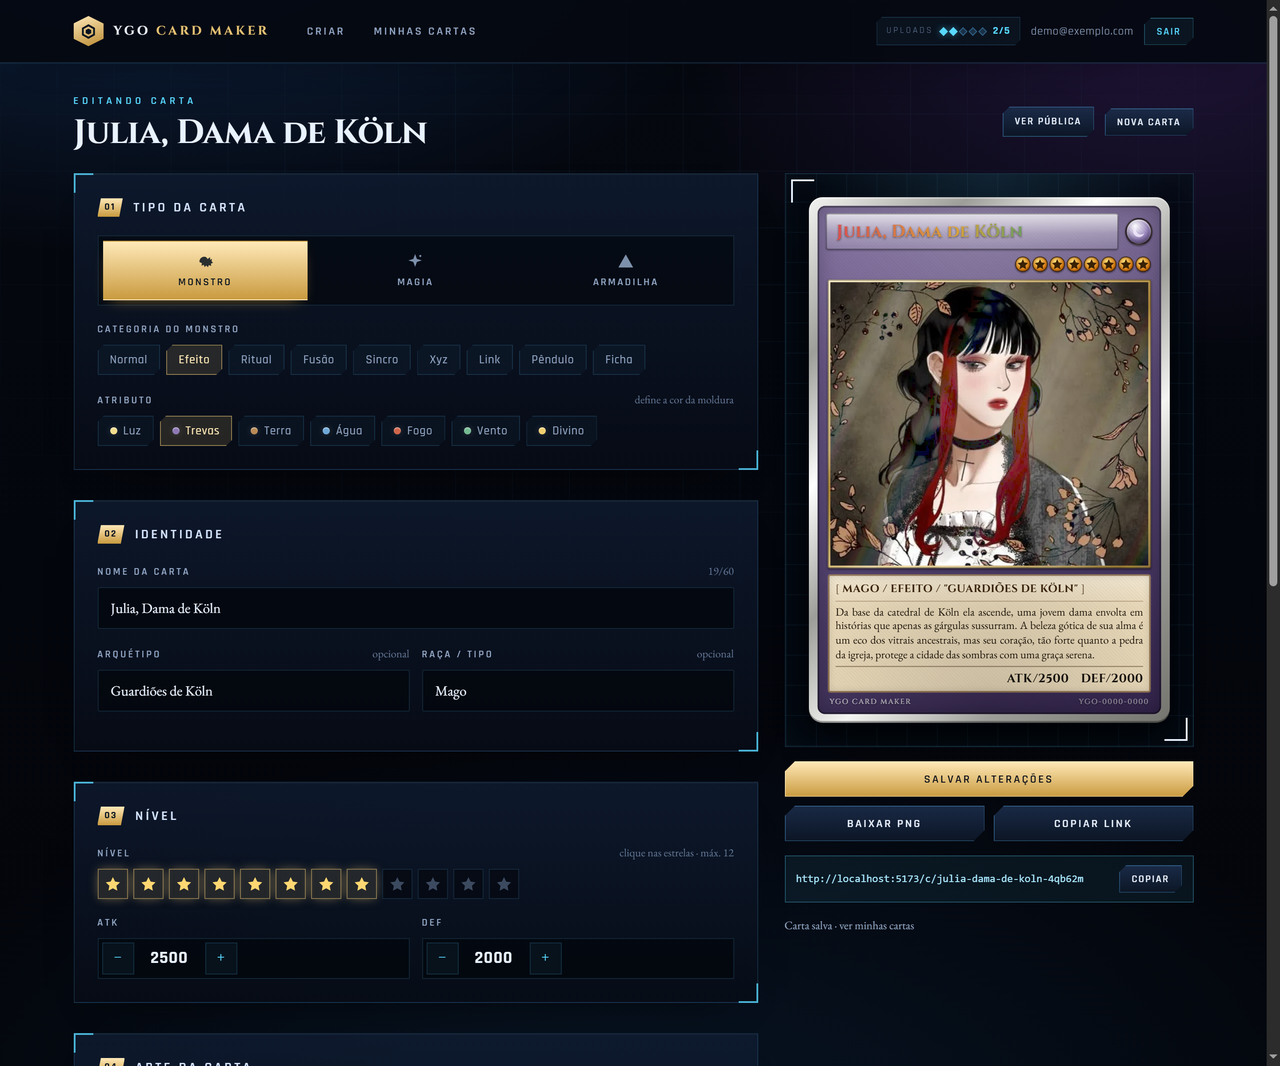 YGO CARD MAKER
CRIAR
MINHAS CARTAS
UPLOADS 2/5
demo@exemplo.com
SAIR
EDITANDO CARTA
Julia, Dama de Köln
VER PÚBLICA
NOVA CARTA
01 TIPO DA CARTA
MONSTRO
MAGIA
ARMADILHA
CATEGORIA DO MONSTRO
Normal
Efeito
Ritual
Fusão
Sincro
Xyz
Link
Pêndulo
Ficha
ATRIBUTO
define a cor da moldura
Luz
Trevas
Terra
Água
Fogo
Vento
Divino
02 IDENTIDADE
NOME DA CARTA
19/60
Julia, Dama de Köln
ARQUÉTIPO
opcional
RAÇA / TIPO
opcional
Guardiões de Köln
Mago
03 NÍVEL
NÍVEL
clique nas estrelas · máx. 12
ATK
DEF
− 2500 +
− 2000 +
04 ARTE DA CARTA
Julia, Dama de Köln
[ MAGO / EFEITO / "GUARDIÕES DE KÖLN" ]
Da base da catedral de Köln ela ascende, uma jovem dama envolta em
histórias que apenas as gárgulas sussurram. A beleza gótica de sua alma é
um eco dos vitrais ancestrais, mas seu coração, tão forte quanto a pedra
da igreja, protege a cidade das sombras com uma graça serena.
ATK/2500 DEF/2000
YGO CARD MAKER
YGO-0000-0000
SALVAR ALTERAÇÕES
BAIXAR PNG
COPIAR LINK
http://localhost:5173/c/julia-dama-de-koln-4qb62m
COPIAR
Carta salva · ver minhas cartas